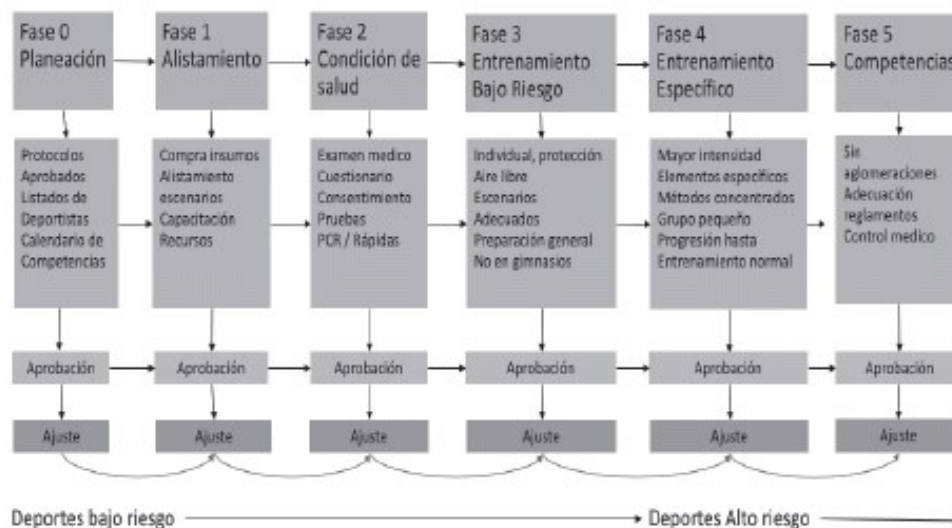 Fase 0
Planeación
Fase 1
Alistamiento
Fase 2
Condición de
salud
Fase 3
Entrenamiento
Bajo Riesgo
Fase 4
Entrenamiento
Específico
Fase 5
Competencias
Protocolos
Aprobados
Listados de
Deportistas
Calendario de
Competencias
Compra insumos
Alistamiento
escenarios
Capacitación
Recursos
Examen medico
Cuestionario
Consentimiento
Pruebas
PCR / Rápidas
Individual, protección
Aire libre
Escenarios
Adecuados
Preparación general
No en gimnasios
Mayor intensidad
Elementos específicos
Métodos concentrados
Grupo pequeño
Progresión hasta
Entrenamiento normal
Sin
aglomeraciones
Adecuación
reglamentos
Control medico
Aprobación
Aprobación
Aprobación
Aprobación
Aprobación
Aprobación
Ajuste
Ajuste
Ajuste
Ajuste
Ajuste
Ajuste
Deportes bajo riesgo
Deportes Alto riesgo